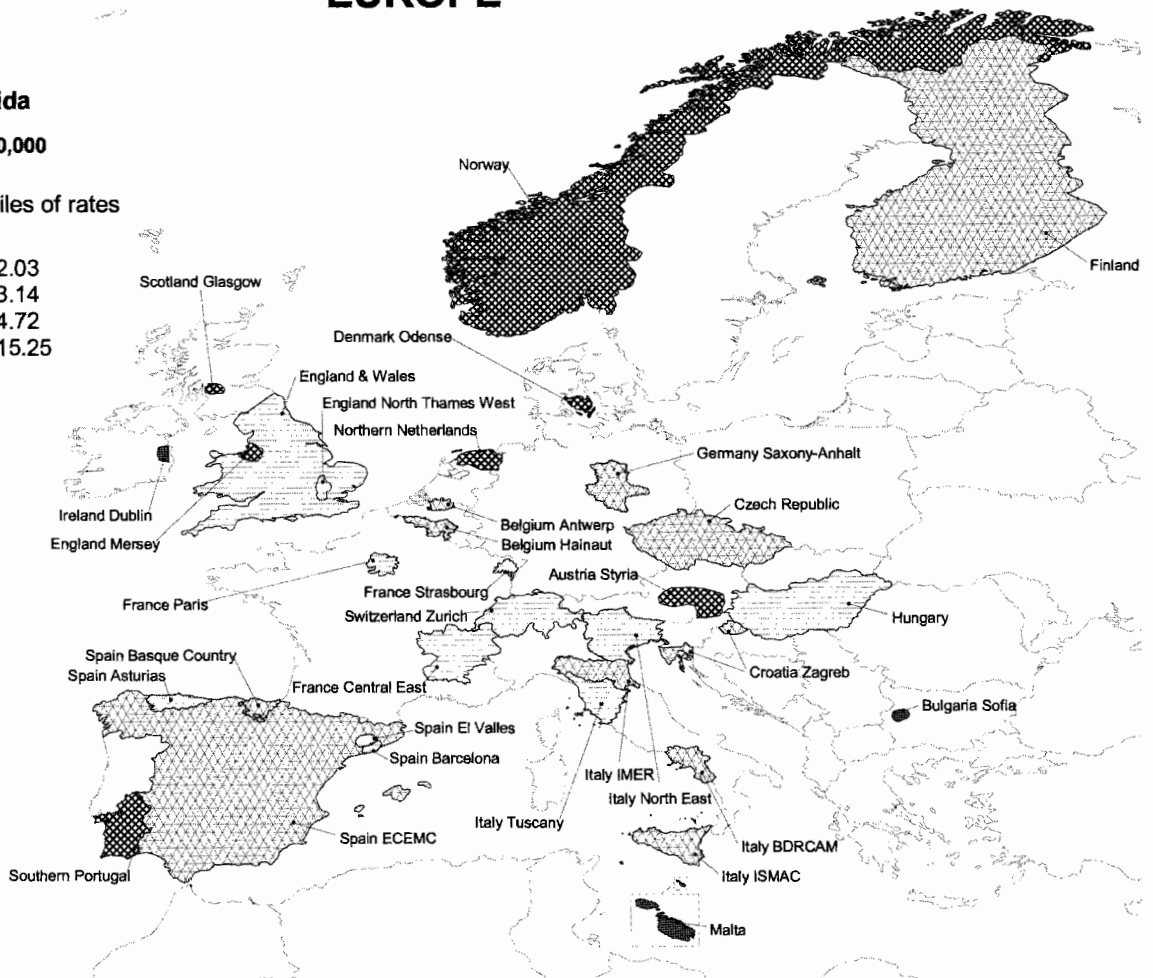 EUROPE
ida
0,000
iles of rates
2.03
3.14
4.72
15.25
Norway
Finland
Scotland Glasgow
Denmark Odense
England & Wales
England North Thames West
Northern Netherlands
Germany Saxony-Anhalt
Czech Republic
Ireland Dublin
England Mersey
Belgium Antwerp
Belgium Hainaut
Austria Styria
France Strasbourg
France Paris
Switzerland Zurich
Hungary
Spain Basque Country
Spain Asturias
France Central East
Croatia Zagreb
Bulgaria Sofia
Spain El Valles
Spain Barcelona
Italy IMER
Italy North East
Italy Tuscany
Spain ECEMC
Italy BDRCAM
Southern Portugal
Italy ISMAC
Malta